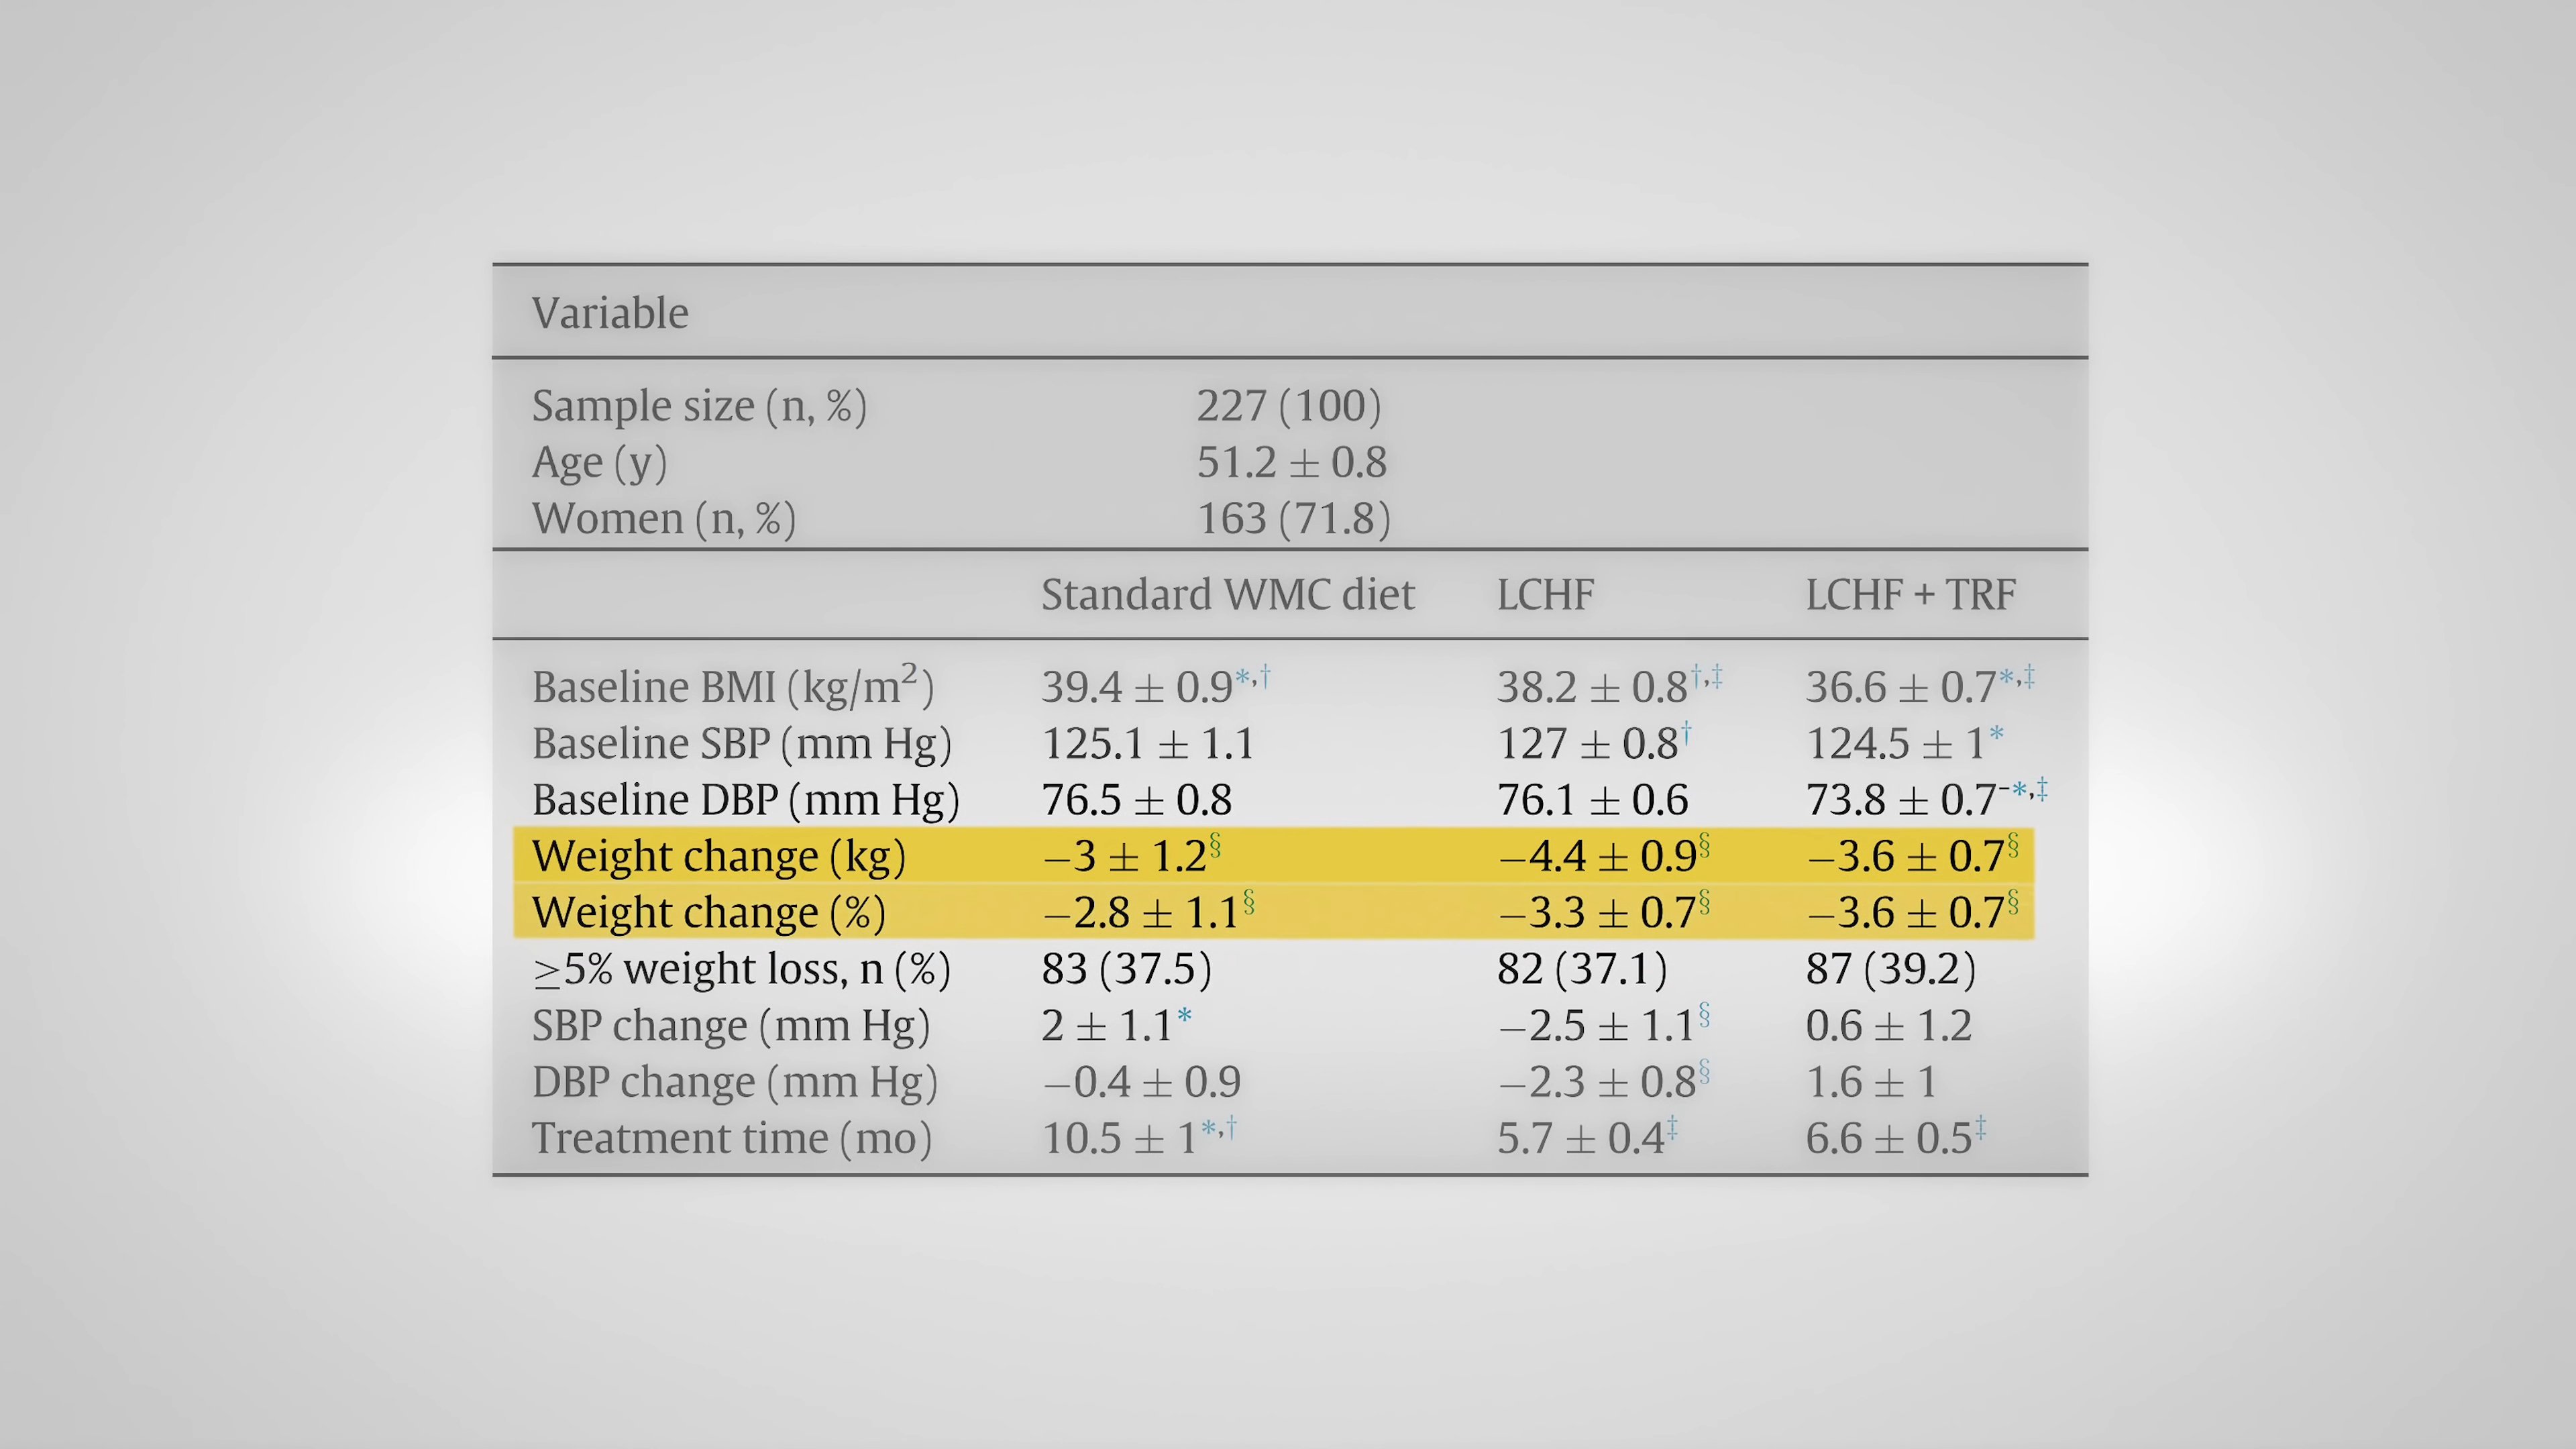 Variable
Sample size (n, %) 227 (100)
Age (y) 51.2 ± 0.8
Women (n, %) 163 (71.8)
Standard WMC diet LCHF LCHF + TRF
Baseline BMI (kg/m²) 39.4 ± 0.9*,† 38.2 ± 0.8†,‡ 36.6 ± 0.7*,‡
Baseline SBP (mm Hg) 125.1 ± 1.1 127 ± 0.8† 124.5 ± 1*
Baseline DBP (mm Hg) 76.5 ± 0.8 76.1 ± 0.6 73.8 ± 0.7-*,‡
Weight change (kg) −3 ± 1.2§ −4.4 ± 0.9§ −3.6 ± 0.7§
Weight change (%) −2.8 ± 1.1§ −3.3 ± 0.7§ −3.6 ± 0.7§
≥5% weight loss, n (%) 83 (37.5) 82 (37.1) 87 (39.2)
SBP change (mm Hg) 2 ± 1.1* −2.5 ± 1.1§ 0.6 ± 1.2
DBP change (mm Hg) −0.4 ± 0.9 −2.3 ± 0.8§ 1.6 ± 1
Treatment time (mo) 10.5 ± 1*,† 5.7 ± 0.4‡ 6.6 ± 0.5‡